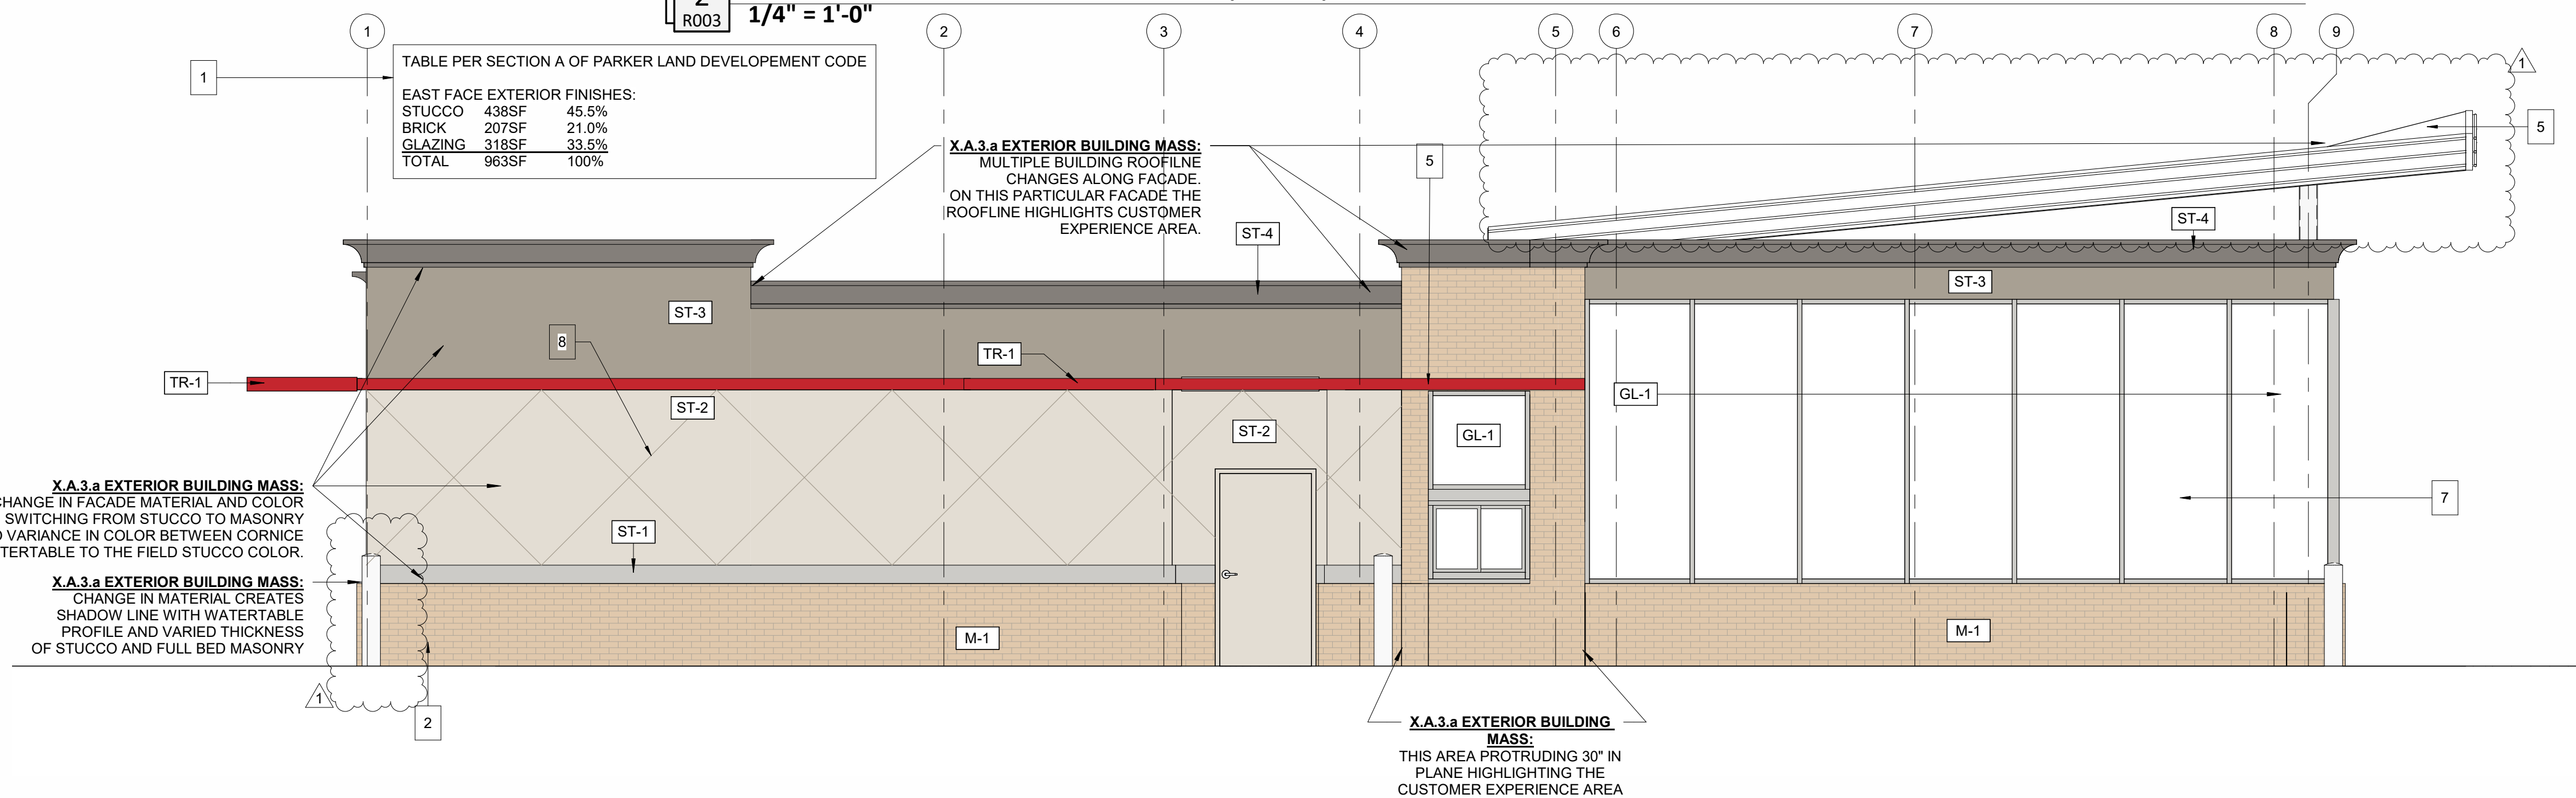 2
R003
1/4" = 1'-0"
1
2
3
4
5
6
7
8
9
1
TABLE PER SECTION A OF PARKER LAND DEVELOPEMENT CODE
EAST FACE EXTERIOR FINISHES:
STUCCO 438SF 45.5%
BRICK 207SF 21.0%
GLAZING 318SF 33.5%
TOTAL 963SF 100%
1
5
X.A.3.a EXTERIOR BUILDING MASS:
MULTIPLE BUILDING ROOFILNE
CHANGES ALONG FACADE.
ON THIS PARTICULAR FACADE THE
ROOFLINE HIGHLIGHTS CUSTOMER
EXPERIENCE AREA.
5
ST-4
ST-4
ST-3
ST-3
8
TR-1
TR-1
ST-2
GL-1
ST-2
GL-1
X.A.3.a EXTERIOR BUILDING MASS:
CHANGE IN FACADE MATERIAL AND COLOR
SWITCHING FROM STUCCO TO MASONRY
VARIANCE IN COLOR BETWEEN CORNICE
TO THE FIELD STUCCO COLOR.
7
ST-1
X.A.3.a EXTERIOR BUILDING MASS:
CHANGE IN MATERIAL CREATES
SHADOW LINE WITH WATERTABLE
PROFILE AND VARIED THICKNESS
OF STUCCO AND FULL BED MASONRY
M-1
M-1
1
2
X.A.3.a EXTERIOR BUILDING
MASS:
THIS AREA PROTRUDING 30" IN
PLANE HIGHLIGHTING THE
CUSTOMER EXPERIENCE AREA